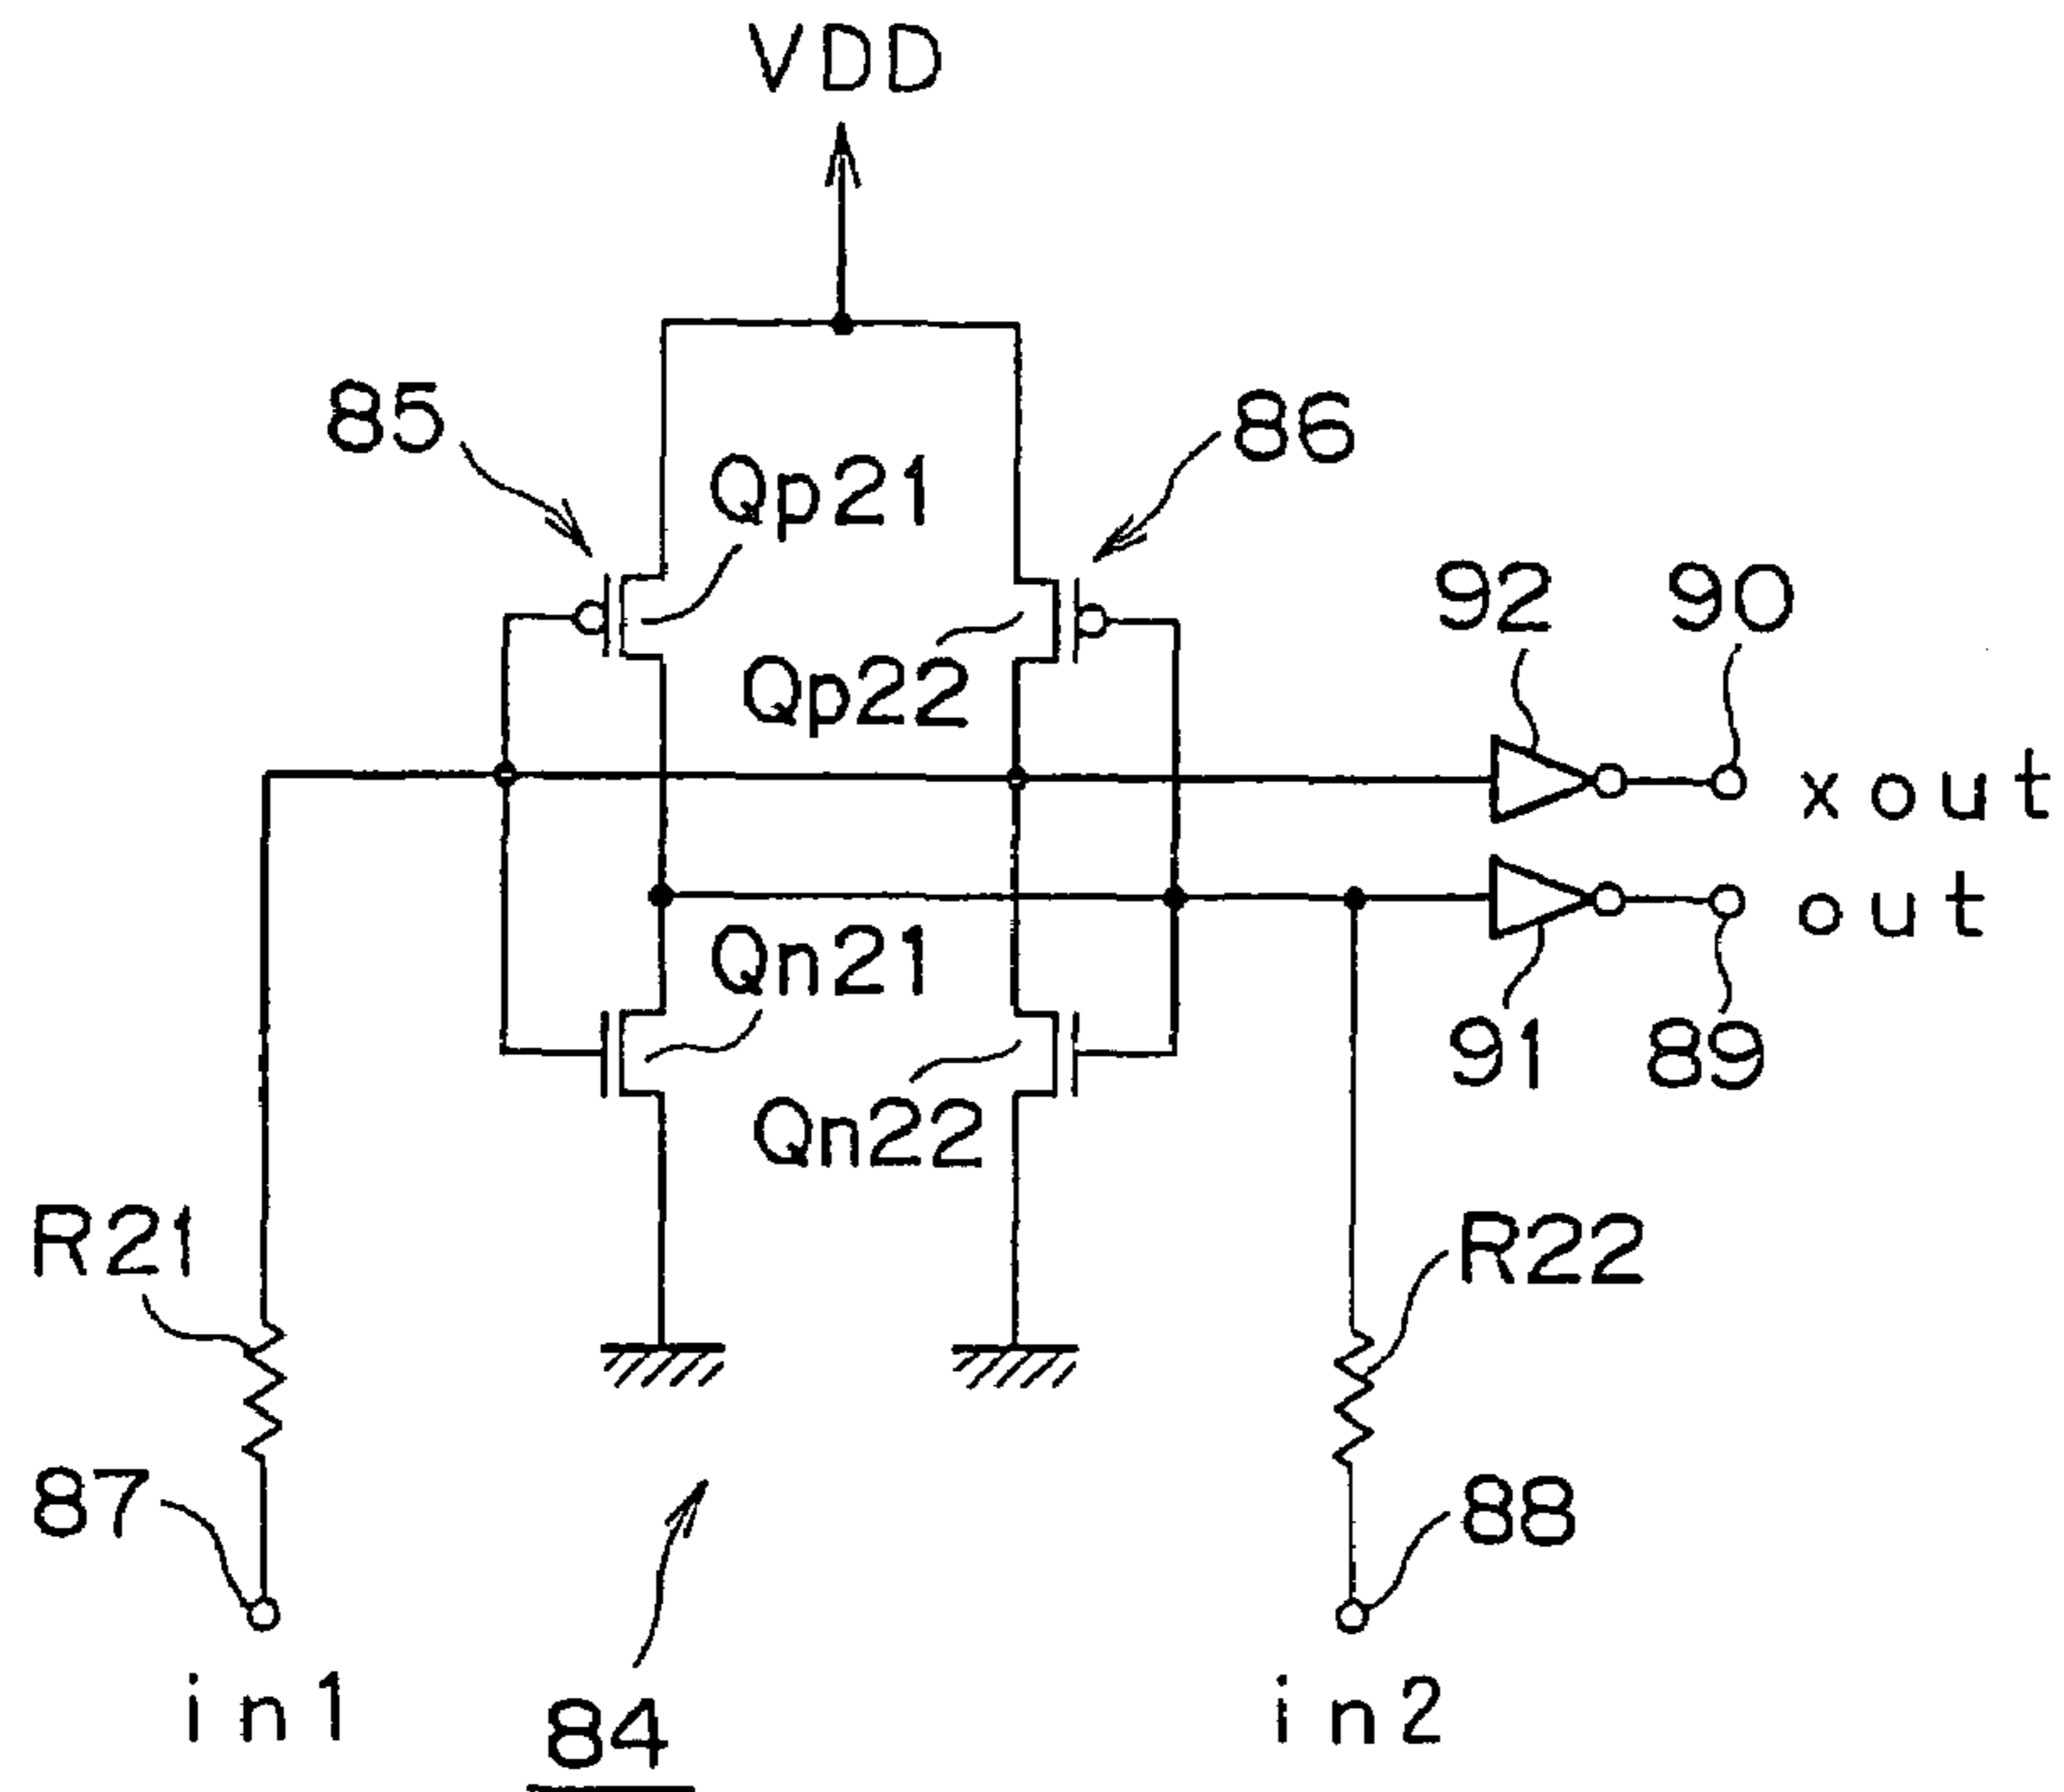 VDD
85
86
Qp21
92
90
Qp22
xout
out
Qn21
91
89
Qn22
R21
R22
87
88
in1
in2
84